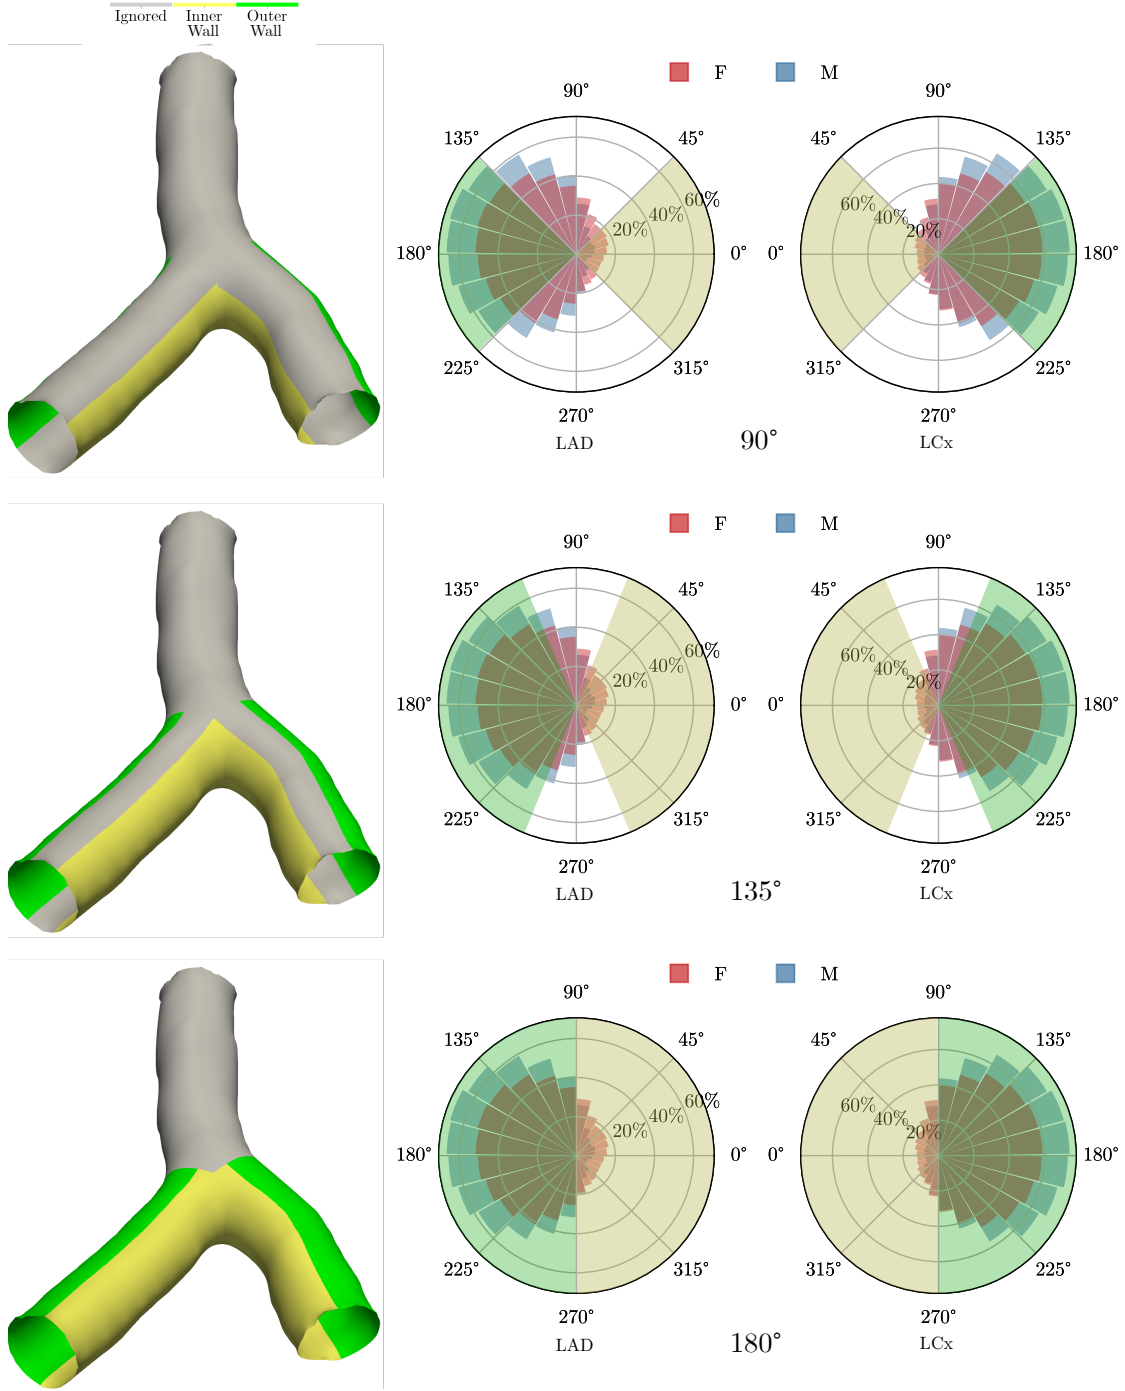 Ignored Inner Wall Outer Wall
F M
90° 90°
135° 45° 45° 135°
20% 40% 60% 60% 40% 20%
180° 0° 0° 180°
225° 315° 315° 225°
270° 270°
LAD 90° LCx
F M
90° 90°
135° 45° 45° 135°
20% 40% 60% 60% 40% 20%
180° 0° 0° 180°
225° 315° 315° 225°
270° 270°
LAD 135° LCx
F M
90° 90°
135° 45° 45° 135°
20% 40% 60% 60% 40% 20%
180° 0° 0° 180°
225° 315° 315° 225°
270° 270°
LAD 180° LCx